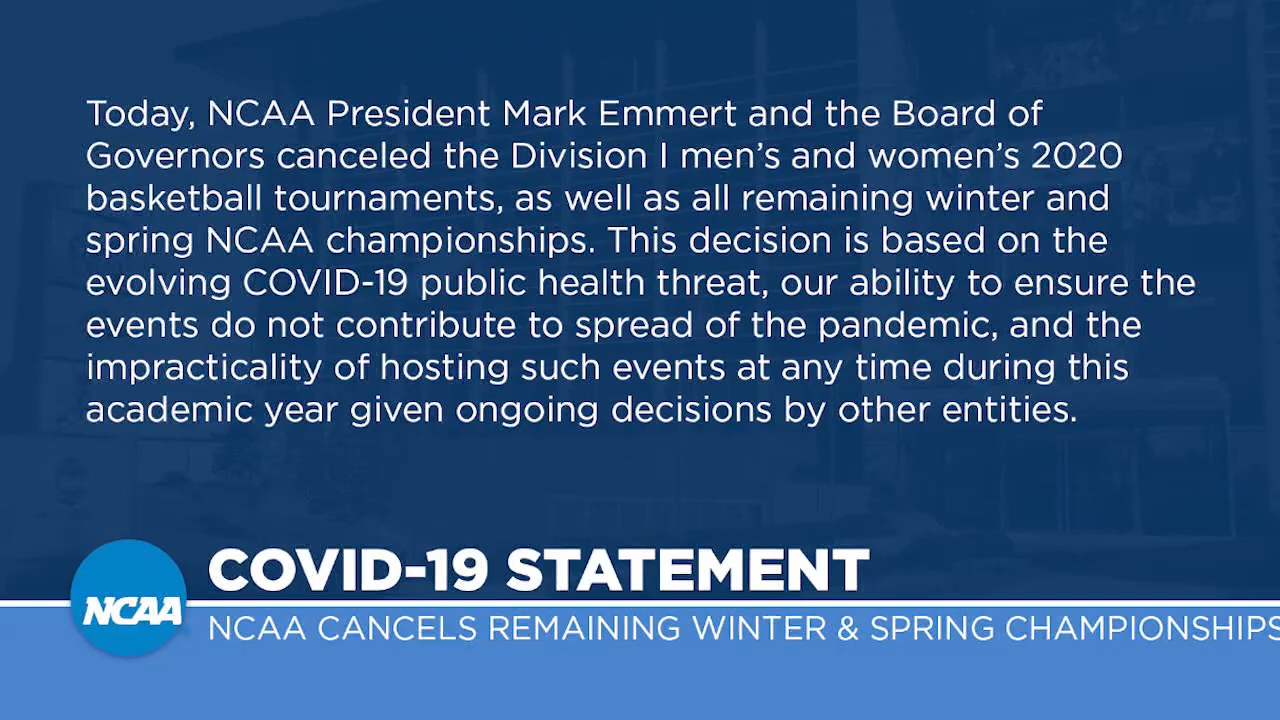 Today, NCAA President Mark Emmert and the Board of
Governors canceled the Division I men’s and women’s 2020
basketball tournaments, as well as all remaining winter and
spring NCAA championships. This decision is based on the
evolving COVID-19 public health threat, our ability to ensure the
events do not contribute to spread of the pandemic, and the
impracticality of hosting such events at any time during this
academic year given ongoing decisions by other entities.
COVID-19 STATEMENT
NCAA
NCAA CANCELS REMAINING WINTER & SPRING CHAMPIONSHIPS